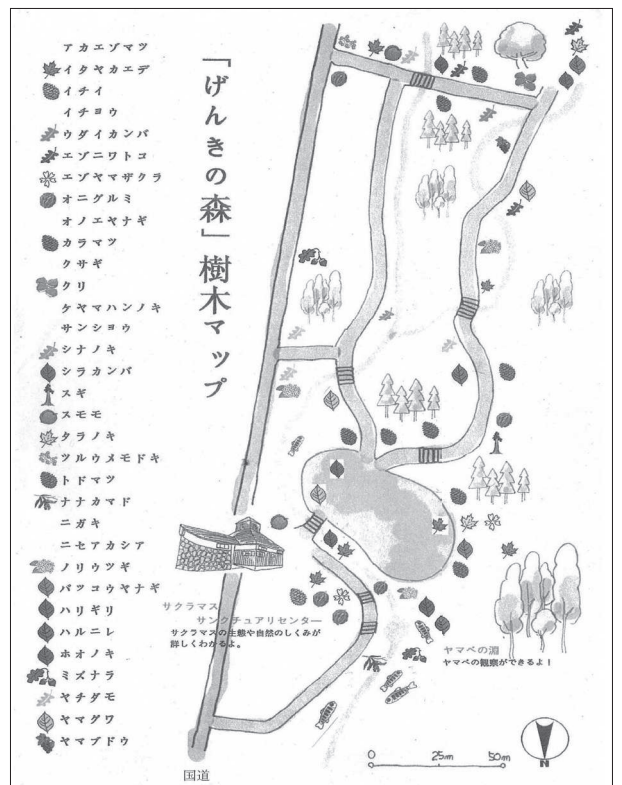 「げんきの森」樹木マップ
アカエゾマツ
イタヤカエデ
イチイ
イチョウ
ウダイカンバ
エゾニワトコ
エゾヤマザクラ
オニグルミ
オノエヤナギ
カラマツ
クサギ
クリ
ケヤマハンノキ
サンショウ
シナノキ
シラカンバ
スギ
スモモ
タラノキ
ツルウメモドキ
トドマツ
ナナカマド
ニガキ
ニセアカシア
ノリウツギ
バツコウヤナギ
ハリギリ
ハルニレ
ホオノキ
ミズナラ
ヤチダモ
ヤマグワ
ヤマブドウ
サクラマス
サンクチュアリセンター
サクラマスの生態や自然のしくみが
詳しくわかるよ。
ヤマベの淵
ヤマベの観察ができるよ!
0 25m 50m
N
国道